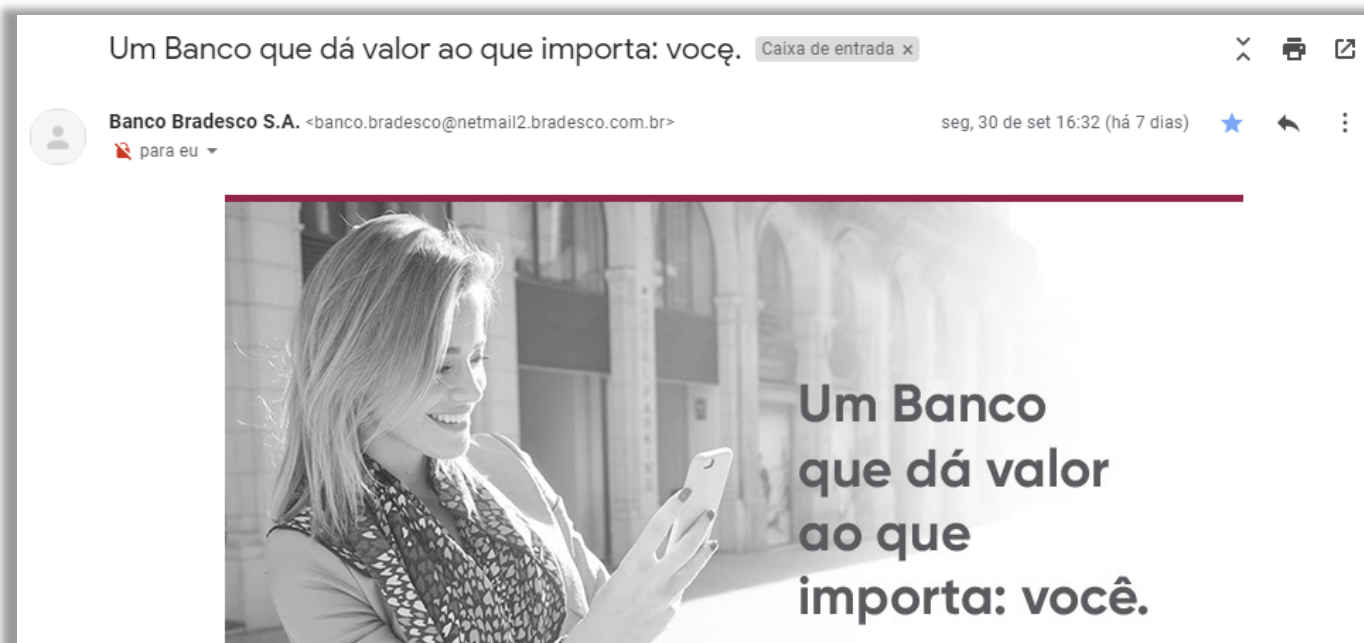 Um Banco que dá valor ao que importa: vocę. Caixa de entrada ×
Banco Bradesco S.A. <banco.bradesco@netmail2.bradesco.com.br> seg, 30 de set 16:32 (há 7 dias)
para eu
Um Banco
que dá valor
ao que
importa: você.